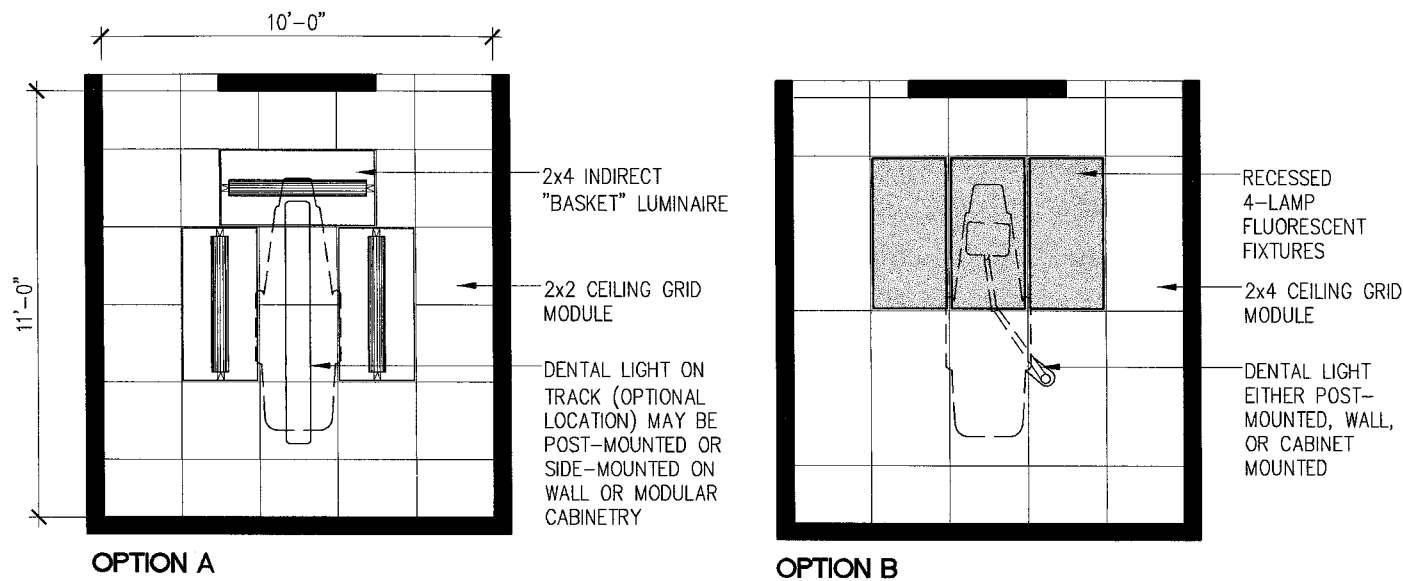 10'-0"
11'-0"
2x4 INDIRECT
"BASKET" LUMINAIRE
2x2 CEILING GRID
MODULE
DENTAL LIGHT ON
TRACK (OPTIONAL
LOCATION) MAY BE
POST-MOUNTED OR
SIDE-MOUNTED ON
WALL OR MODULAR
CABINETRY
OPTION A
RECESSED
4-LAMP
FLUORESCENT
FIXTURES
2x4 CEILING GRID
MODULE
DENTAL LIGHT
EITHER POST-
MOUNTED, WALL,
OR CABINET
MOUNTED
OPTION B